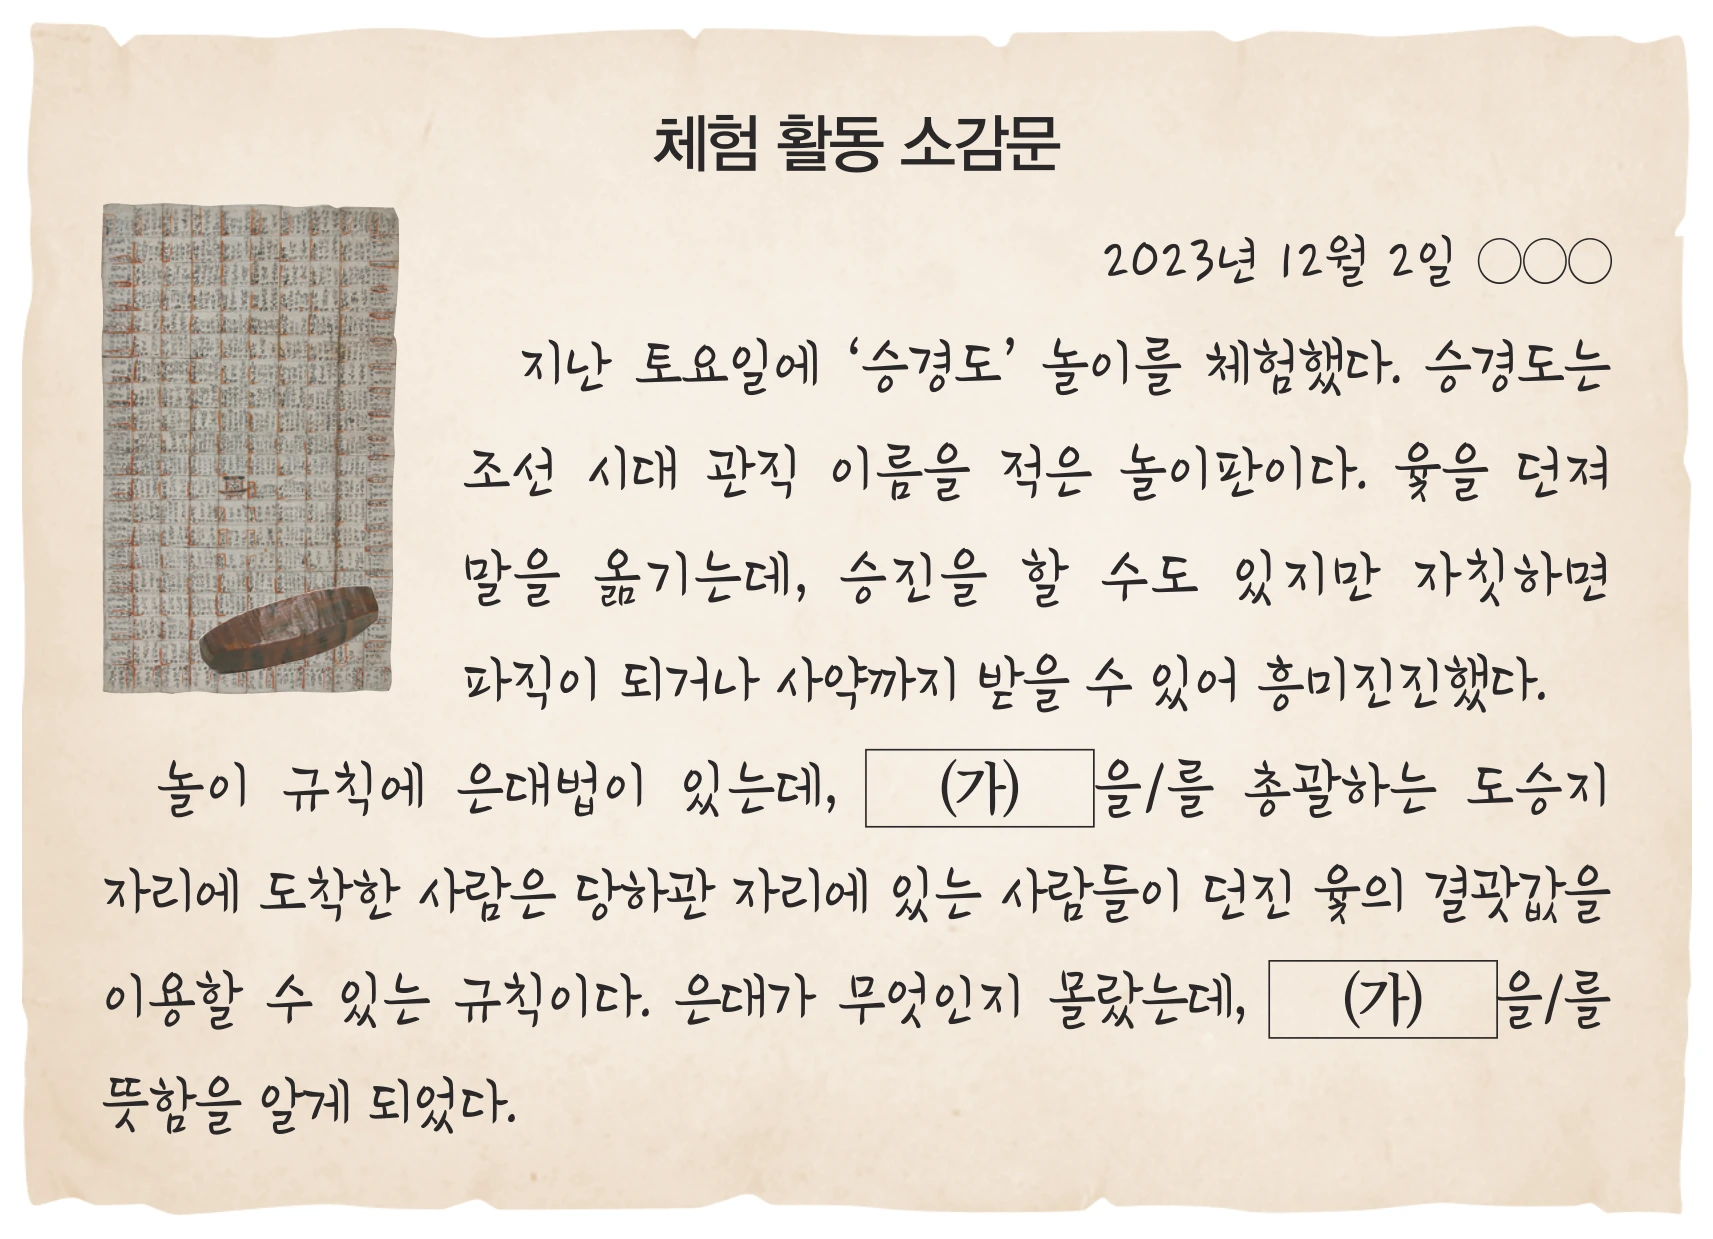 체험 활동 소감문
2023년 12월 2일 ○○○
지난 토요일에 ‘승경도’ 놀이를 체험했다. 승경도는
조선 시대 관직 이름을 적은 놀이판이다. 윷을 던져
말을 옮기는데, 승진을 할 수도 있지만 자칫하면
파직이 되거나 사약까지 받을 수 있어 흥미진진했다.
놀이 규칙에 은대법이 있는데, (가)을/를 총괄하는 도승지
자리에 도착한 사람은 당하관 자리에 있는 사람들이 던진 윷의 결괏값을
이용할 수 있는 규칙이다. 은대가 무엇인지 몰랐는데, (가)을/를
뜻함을 알게 되었다.